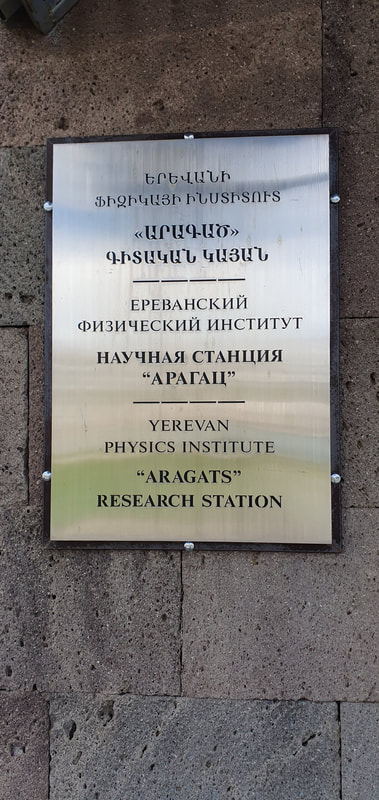 ԵՐԵՎԱՆԻ
ՖԻԶԻԿԱՅԻ ԻՆՍՏԻՏՈՒՏ
«ԱՐԱԳԱԾ»
ԳԻՏԱԿԱՆ ԿԱՅԱՆ
ЕРЕВАНСКИЙ
ФИЗИЧЕСКИЙ ИНСТИТУТ
НАУЧНАЯ СТАНЦИЯ
“АРАГАЦ”
YEREVAN
PHYSICS INSTITUTE
“ARAGATS”
RESEARCH STATION